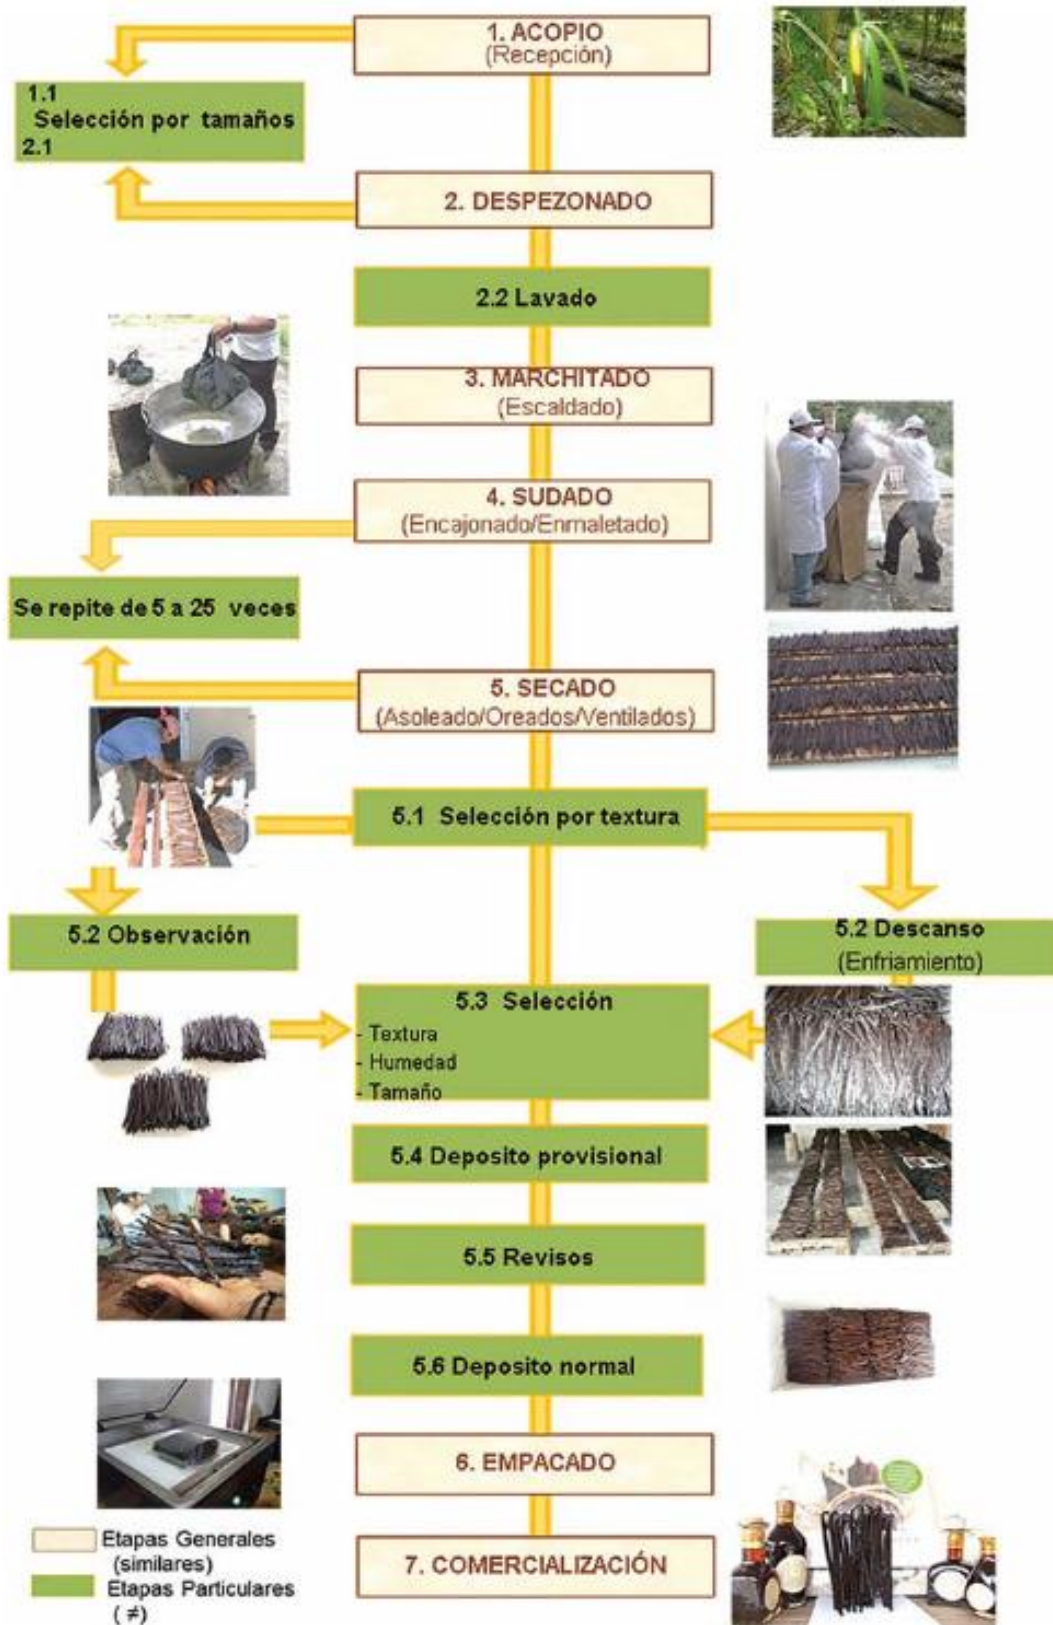 1. ACOPIO
(Recepción)
1.1
Selección por tamaños
2.1
2. DESPEZONADO
2.2 Lavado
3. MARCHITADO
(Escaldado)
4. SUDADO
(Encajonado/Enmaletado)
Se repite de 5 a 25 veces
5. SECADO
(Asoleado/Oreados/Ventilados)
5.1 Selección por textura
5.2 Observación
5.2 Descanso
(Enfriamiento)
5.3 Selección
- Textura
- Humedad
- Tamaño
5.4 Deposito provisional
5.5 Revisos
5.6 Deposito normal
6. EMPACADO
7. COMERCIALIZACIÓN
Etapas Generales
(similares)
Etapas Particulares
( ≠)